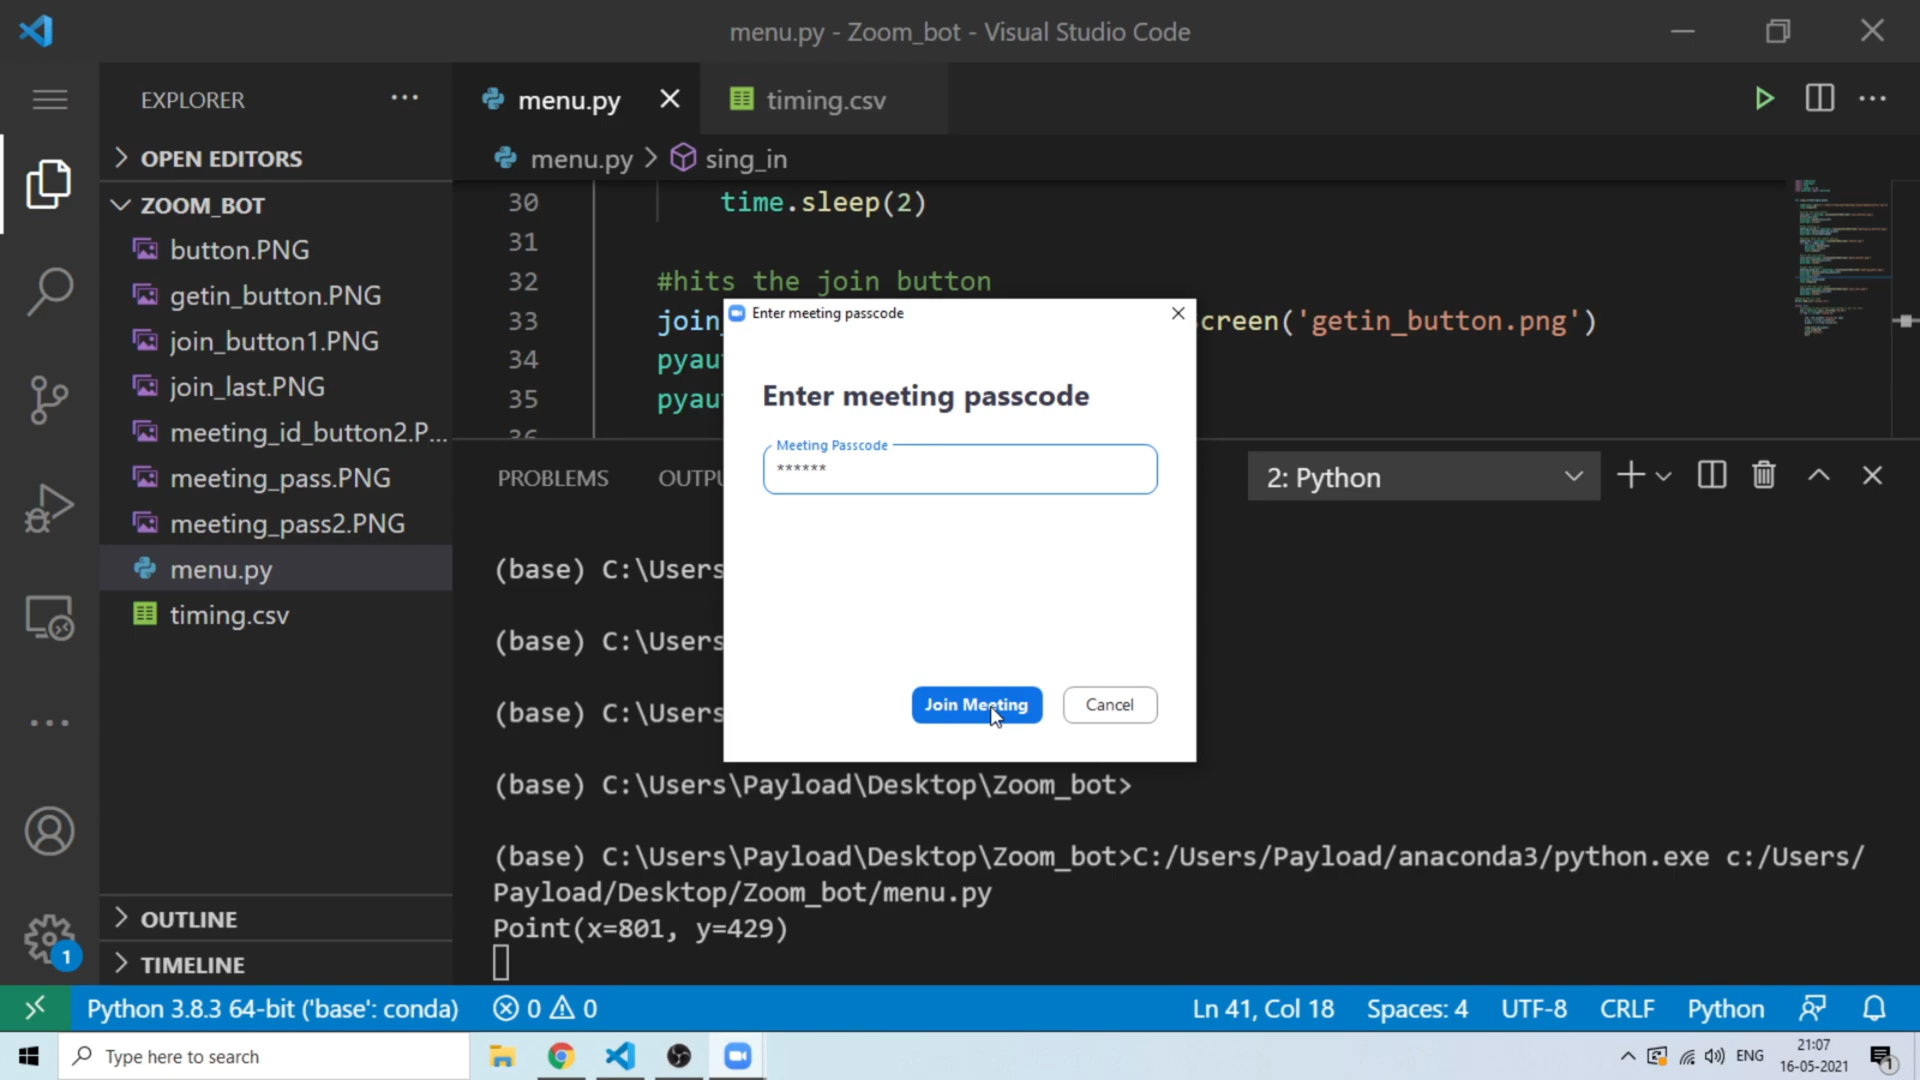 menu.py - Zoom_bot - Visual Studio Code
EXPLORER
OPEN EDITORS
ZOOM_BOT
button.PNG
getin_button.PNG
join_button1.PNG
join_last.PNG
meeting_id_button2.P...
meeting_pass.PNG
meeting_pass2.PNG
menu.py
timing.csv
OUTLINE
TIMELINE
1
menu.py
timing.csv
menu.py > sing_in
30 time.sleep(2)
31
32 #hits the join button
33 join creen('getin_button.png')
34 pyau
35 pyau
Enter meeting passcode
Enter meeting passcode
Meeting Passcode
******
Join Meeting
Cancel
PROBLEMS OUTPU
2: Python
(base) C:\Users
(base) C:\Users
(base) C:\Users
(base) C:\Users\Payload\Desktop\Zoom_bot>
(base) C:\Users\Payload\Desktop\Zoom_bot>C:/Users/Payload/anaconda3/python.exe c:/Users/
Payload/Desktop/Zoom_bot/menu.py
Point(x=801, y=429)
Python 3.8.3 64-bit ('base': conda) 0 0 Ln 41, Col 18 Spaces: 4 UTF-8 CRLF Python
Type here to search
ENG
21:07
16-05-2021
1